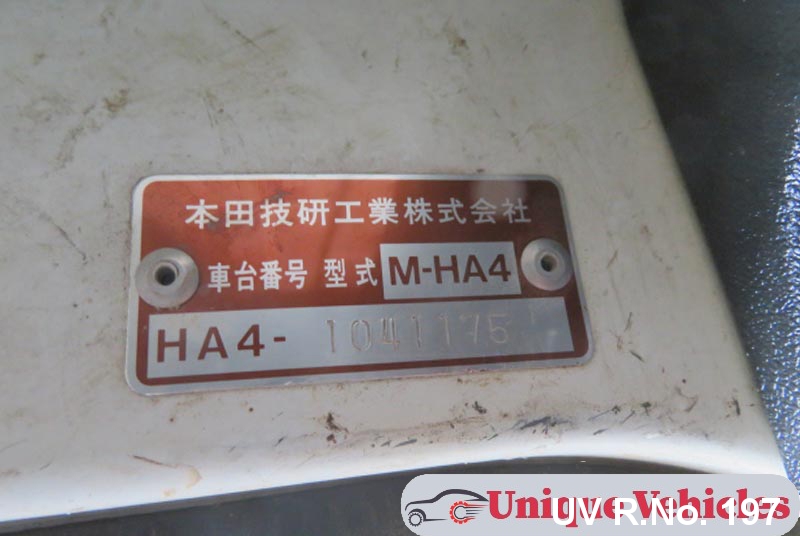 本田技研工業株式会社
車台番号 型式 M-HA4
HA4- 1041175
Unique Vehicles
UV R.No. 197